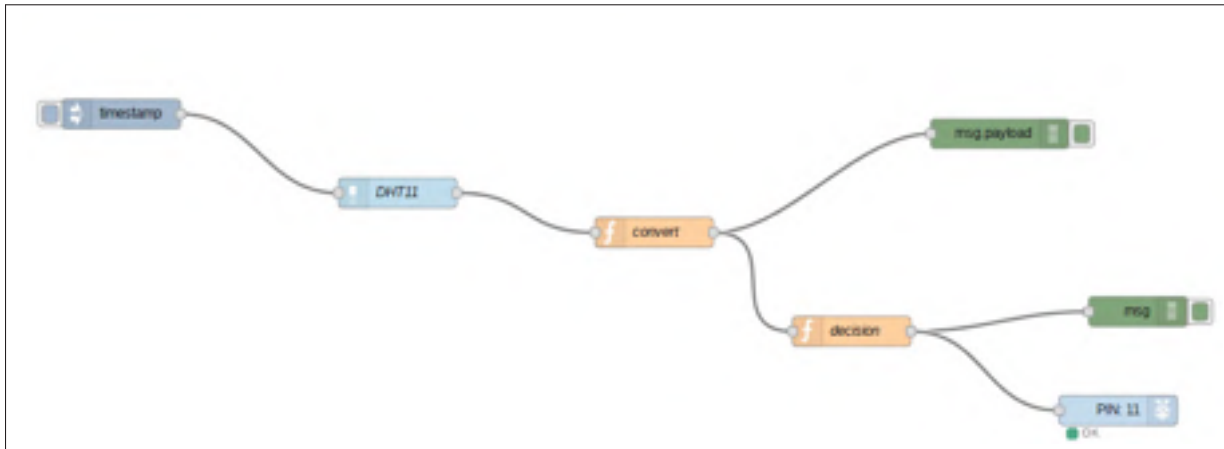 timestamp
msg.payload
DHT11
convert
msg
decision
PIN: 11
OK